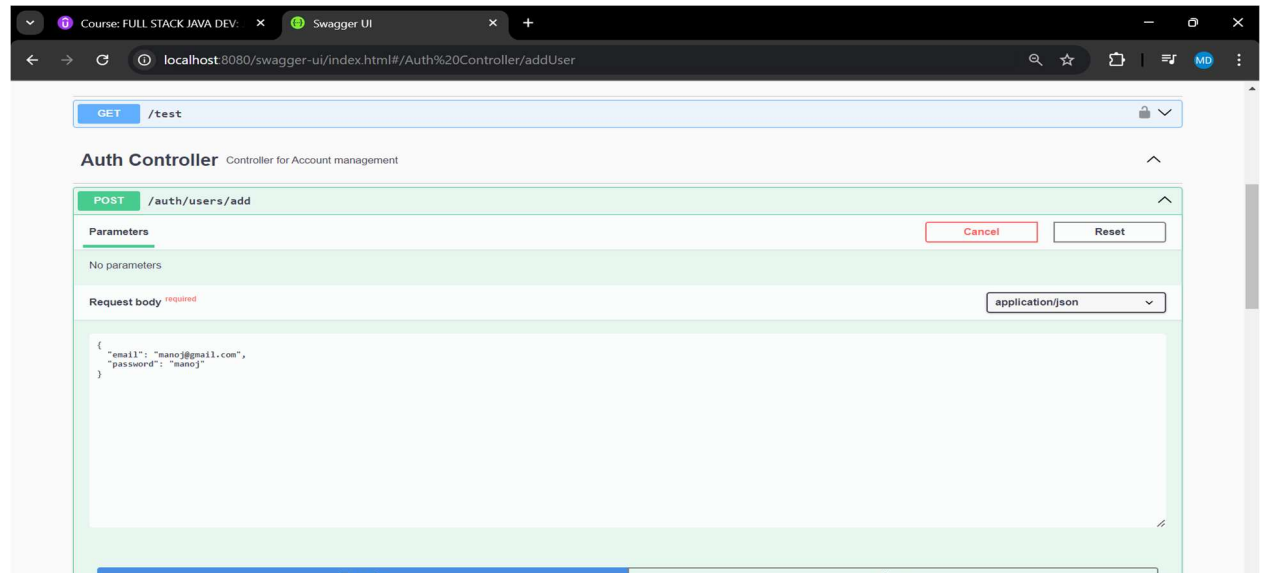 Course: FULL STACK JAVA DEV:
Swagger UI
localhost:8080/swagger-ui/index.html#/Auth%20Controller/addUser
MD
GET /test
Auth Controller Controller for Account management
POST /auth/users/add
Parameters
Cancel
Reset
No parameters
Request body required
application/json
{
"email": "manoj@gmail.com",
"password": "manoj"
}